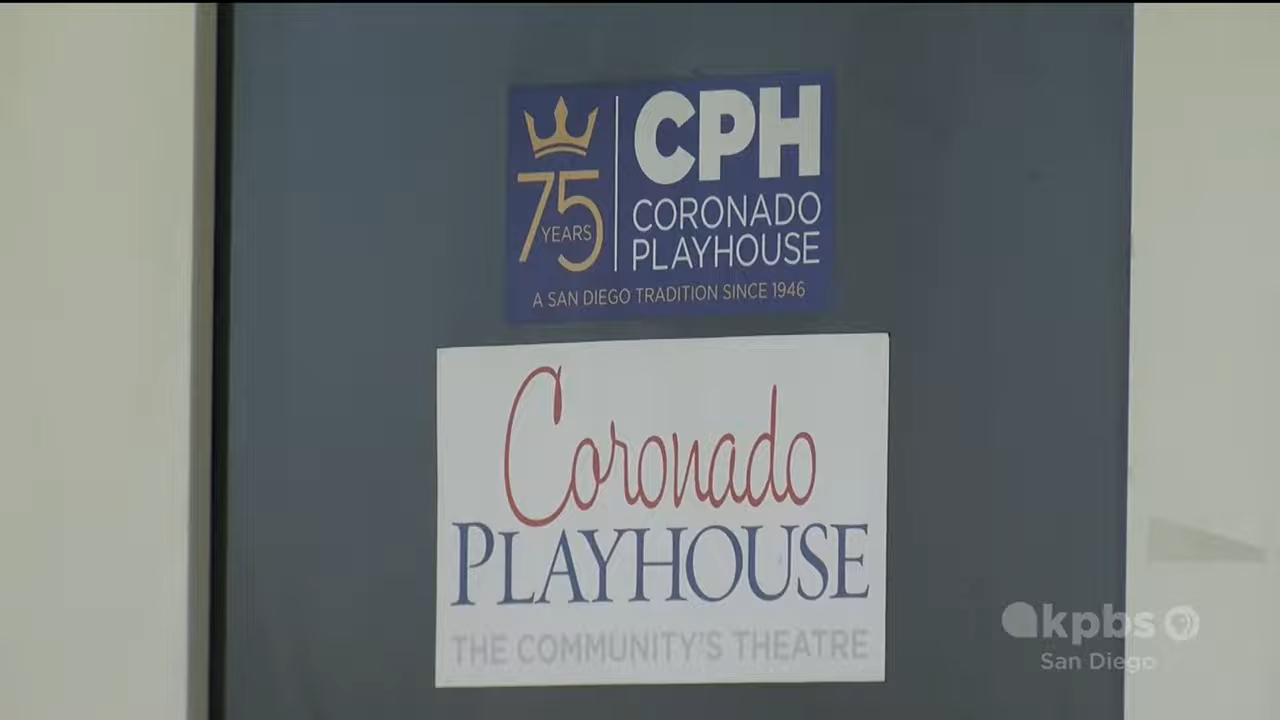 75
YEARS
CPH
CORONADO
PLAYHOUSE
A SAN DIEGO TRADITION SINCE 1946
Coronado
PLAYHOUSE
THE COMMUNITY'S THEATRE
kpbs
San Diego